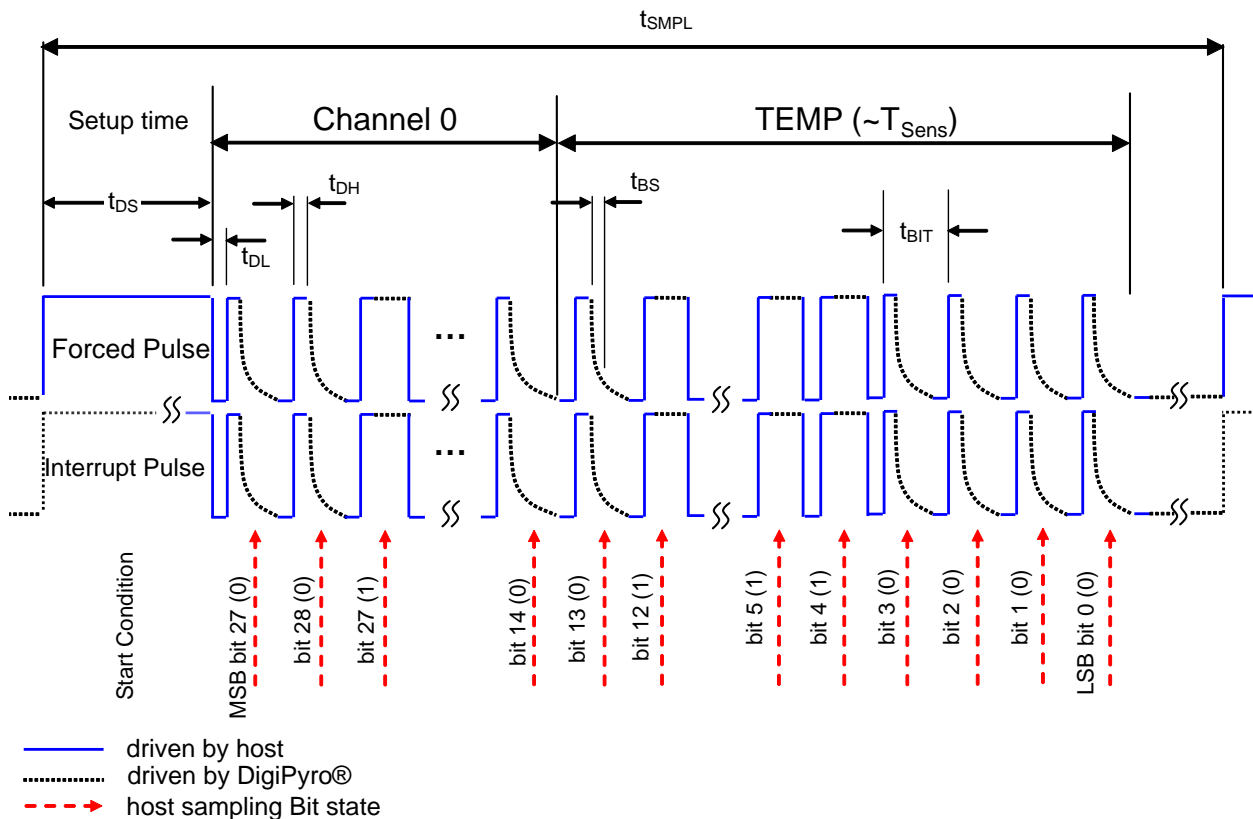 tSMPL
Setup time
Channel 0
TEMP (~TSens)
tDS
tDH
tBS
tDL
tBIT
Forced Pulse
...
Interrupt Pulse
...
Start Condition
MSB bit 27 (0)
bit 28 (0)
bit 27 (1)
bit 14 (0)
bit 13 (0)
bit 12 (1)
bit 5 (1)
bit 4 (1)
bit 3 (0)
bit 2 (0)
bit 1 (0)
LSB bit 0 (0)
driven by host
driven by DigiPyro®
host sampling Bit state